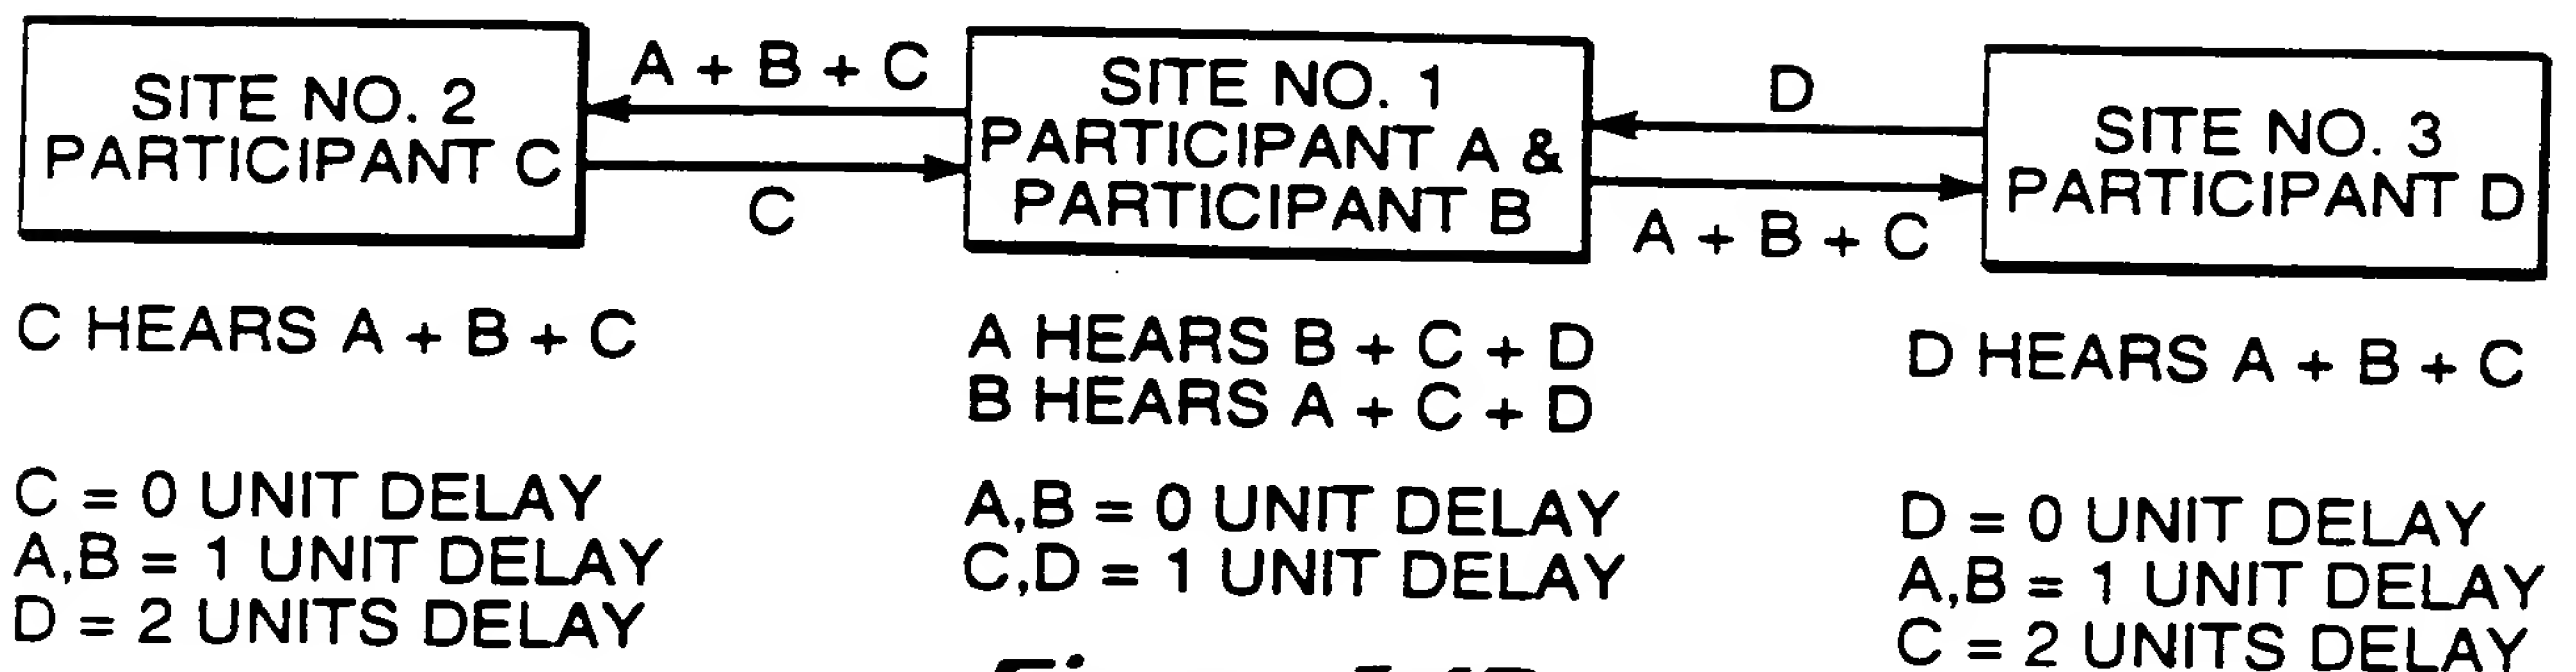 SITE NO. 2
PARTICIPANT C
A + B + C
C
SITE NO. 1
PARTICIPANT A &
PARTICIPANT B
D
A + B + C
SITE NO. 3
PARTICIPANT D
C HEARS A + B + C
A HEARS B + C + D
B HEARS A + C + D
D HEARS A + B + C
C = 0 UNIT DELAY
A,B = 1 UNIT DELAY
D = 2 UNITS DELAY
A,B = 0 UNIT DELAY
C,D = 1 UNIT DELAY
D = 0 UNIT DELAY
A,B = 1 UNIT DELAY
C = 2 UNITS DELAY